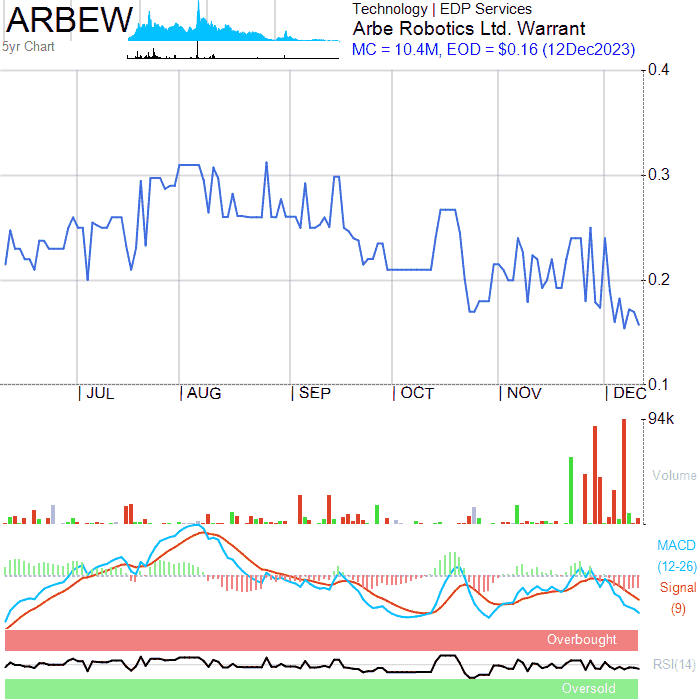 ARBEW
5yr Chart
Technology | EDP Services
Arbe Robotics Ltd. Warrant
MC = 10.4M, EOD = $0.16 (12Dec2023)
0.4
0.3
0.2
0.1
| JUL | AUG | SEP | OCT | NOV | DEC
94k
Volume
MACD
(12-26)
Signal
(9)
Overbought
RSI(14)
Oversold